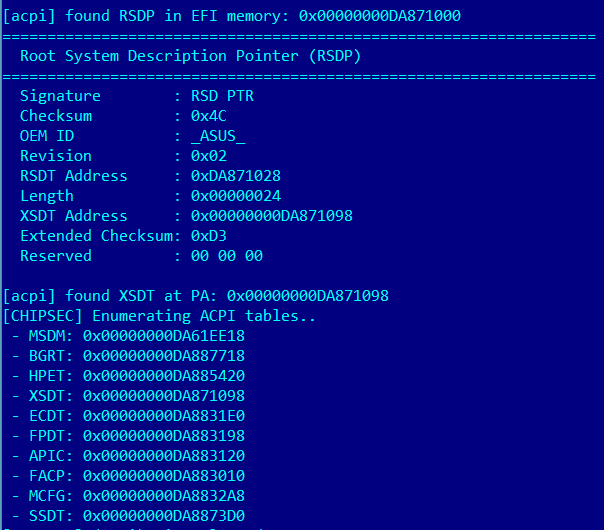 [acpi] found RSDP in EFI memory: 0x00000000DA871000
==================================================================
  Root System Description Pointer (RSDP)
==================================================================
  Signature        : RSD PTR
  Checksum         : 0x4C
  OEM ID           : _ASUS_
  Revision         : 0x02
  RSDT Address     : 0xDA871028
  Length           : 0x00000024
  XSDT Address     : 0x00000000DA871098
  Extended Checksum: 0xD3
  Reserved         : 00 00 00
[acpi] found XSDT at PA: 0x00000000DA871098
[CHIPSEC] Enumerating ACPI tables..
 - MSDM: 0x00000000DA61EE18
 - BGRT: 0x00000000DA887718
 - HPET: 0x00000000DA885420
 - XSDT: 0x00000000DA871098
 - ECDT: 0x00000000DA8831E0
 - FPDT: 0x00000000DA883198
 - APIC: 0x00000000DA883120
 - FACP: 0x00000000DA883010
 - MCFG: 0x00000000DA8832A8
 - SSDT: 0x00000000DA8873D0